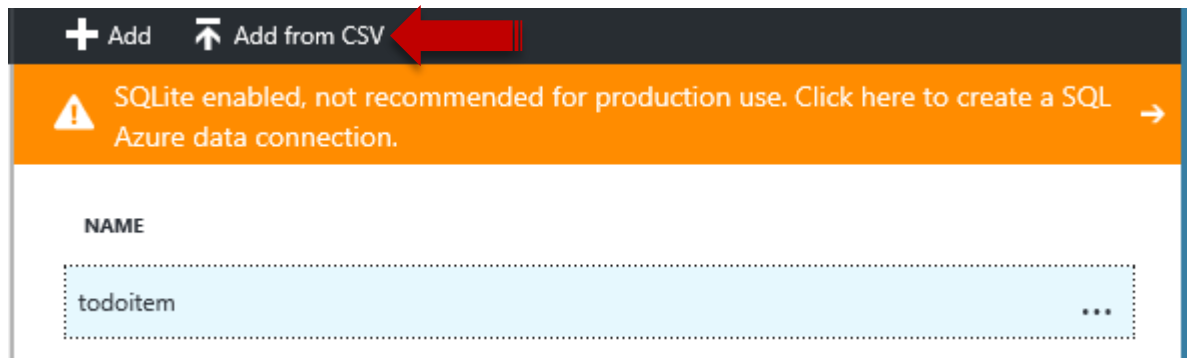 Add Add from CSV
SQLite enabled, not recommended for production use. Click here to create a SQL
Azure data connection.
NAME
todoitem